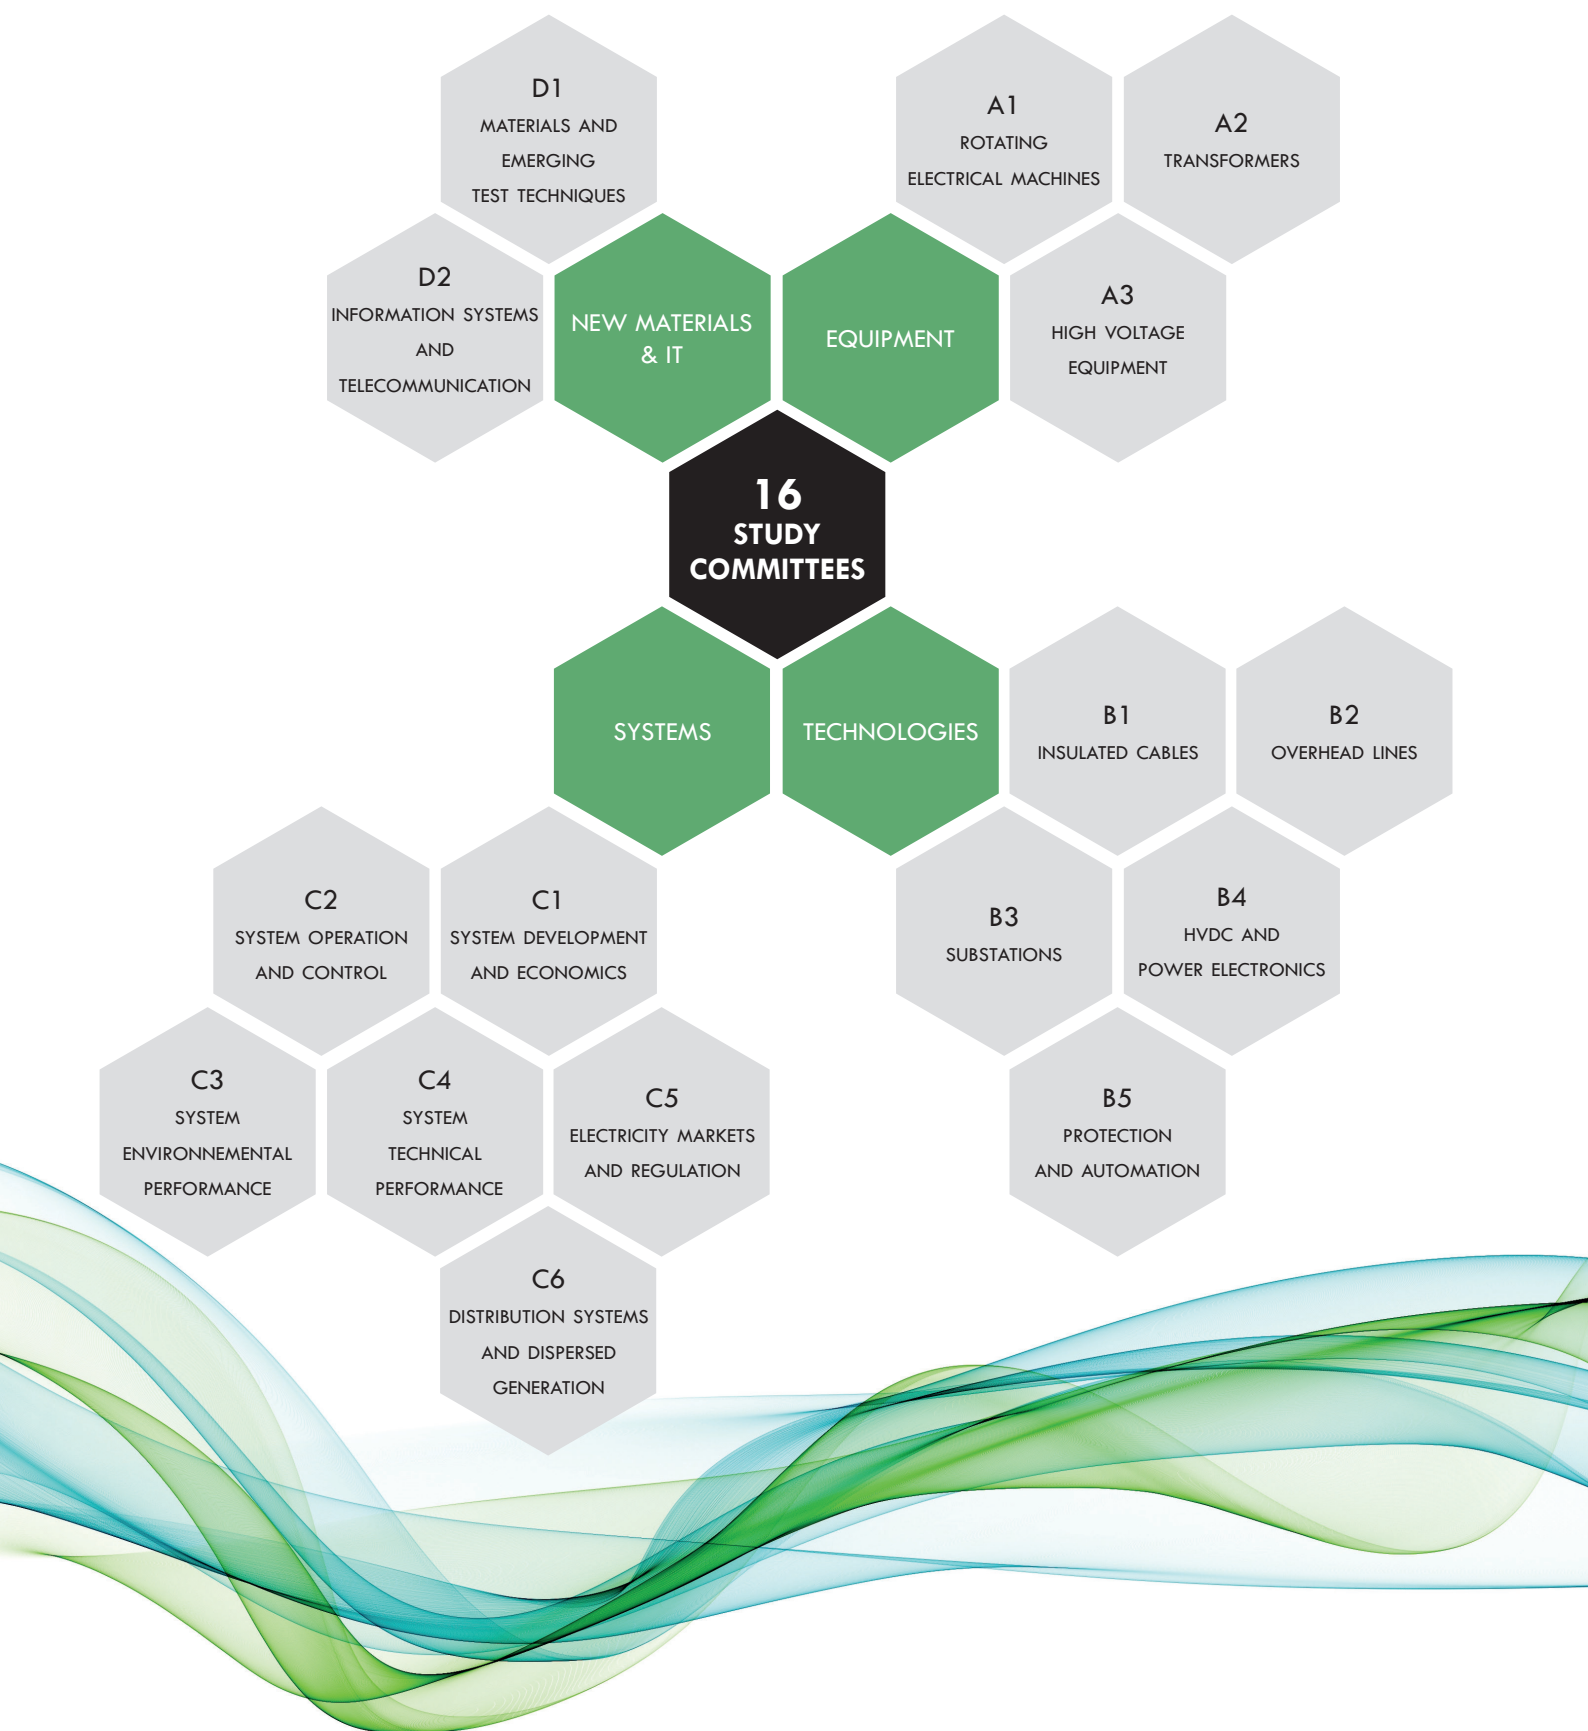 D1
MATERIALS AND
EMERGING
TEST TECHNIQUES
A1
ROTATING
ELECTRICAL MACHINES
A2
TRANSFORMERS
D2
INFORMATION SYSTEMS
AND
TELECOMMUNICATION
NEW MATERIALS
& IT
EQUIPMENT
A3
HIGH VOLTAGE
EQUIPMENT
16
STUDY
COMMITTEES
SYSTEMS
TECHNOLOGIES
B1
INSULATED CABLES
B2
OVERHEAD LINES
C2
SYSTEM OPERATION
AND CONTROL
C1
SYSTEM DEVELOPMENT
AND ECONOMICS
B3
SUBSTATIONS
B4
HVDC AND
POWER ELECTRONICS
C3
SYSTEM
ENVIRONNEMENTAL
PERFORMANCE
C4
SYSTEM
TECHNICAL
PERFORMANCE
C5
ELECTRICITY MARKETS
AND REGULATION
B5
PROTECTION
AND AUTOMATION
C6
DISTRIBUTION SYSTEMS
AND DISPERSED
GENERATION